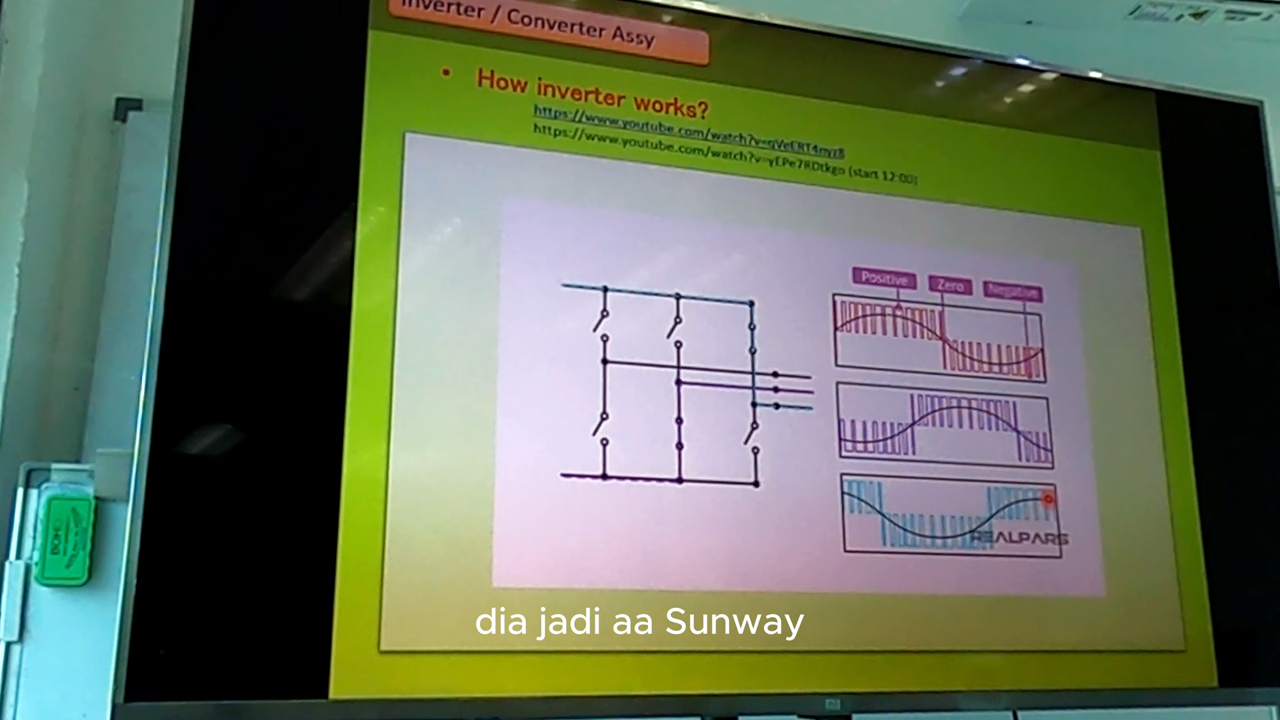 Inverter / Converter Assy
• How inverter works?
https://www.youtube.com/watch?v=qVeERT4myz8
https://www.youtube.com/watch?v=yEPe7RDtkgo (start 12:00)
Positive
Zero
Negative
REALPARS
dia jadi aa Sunway